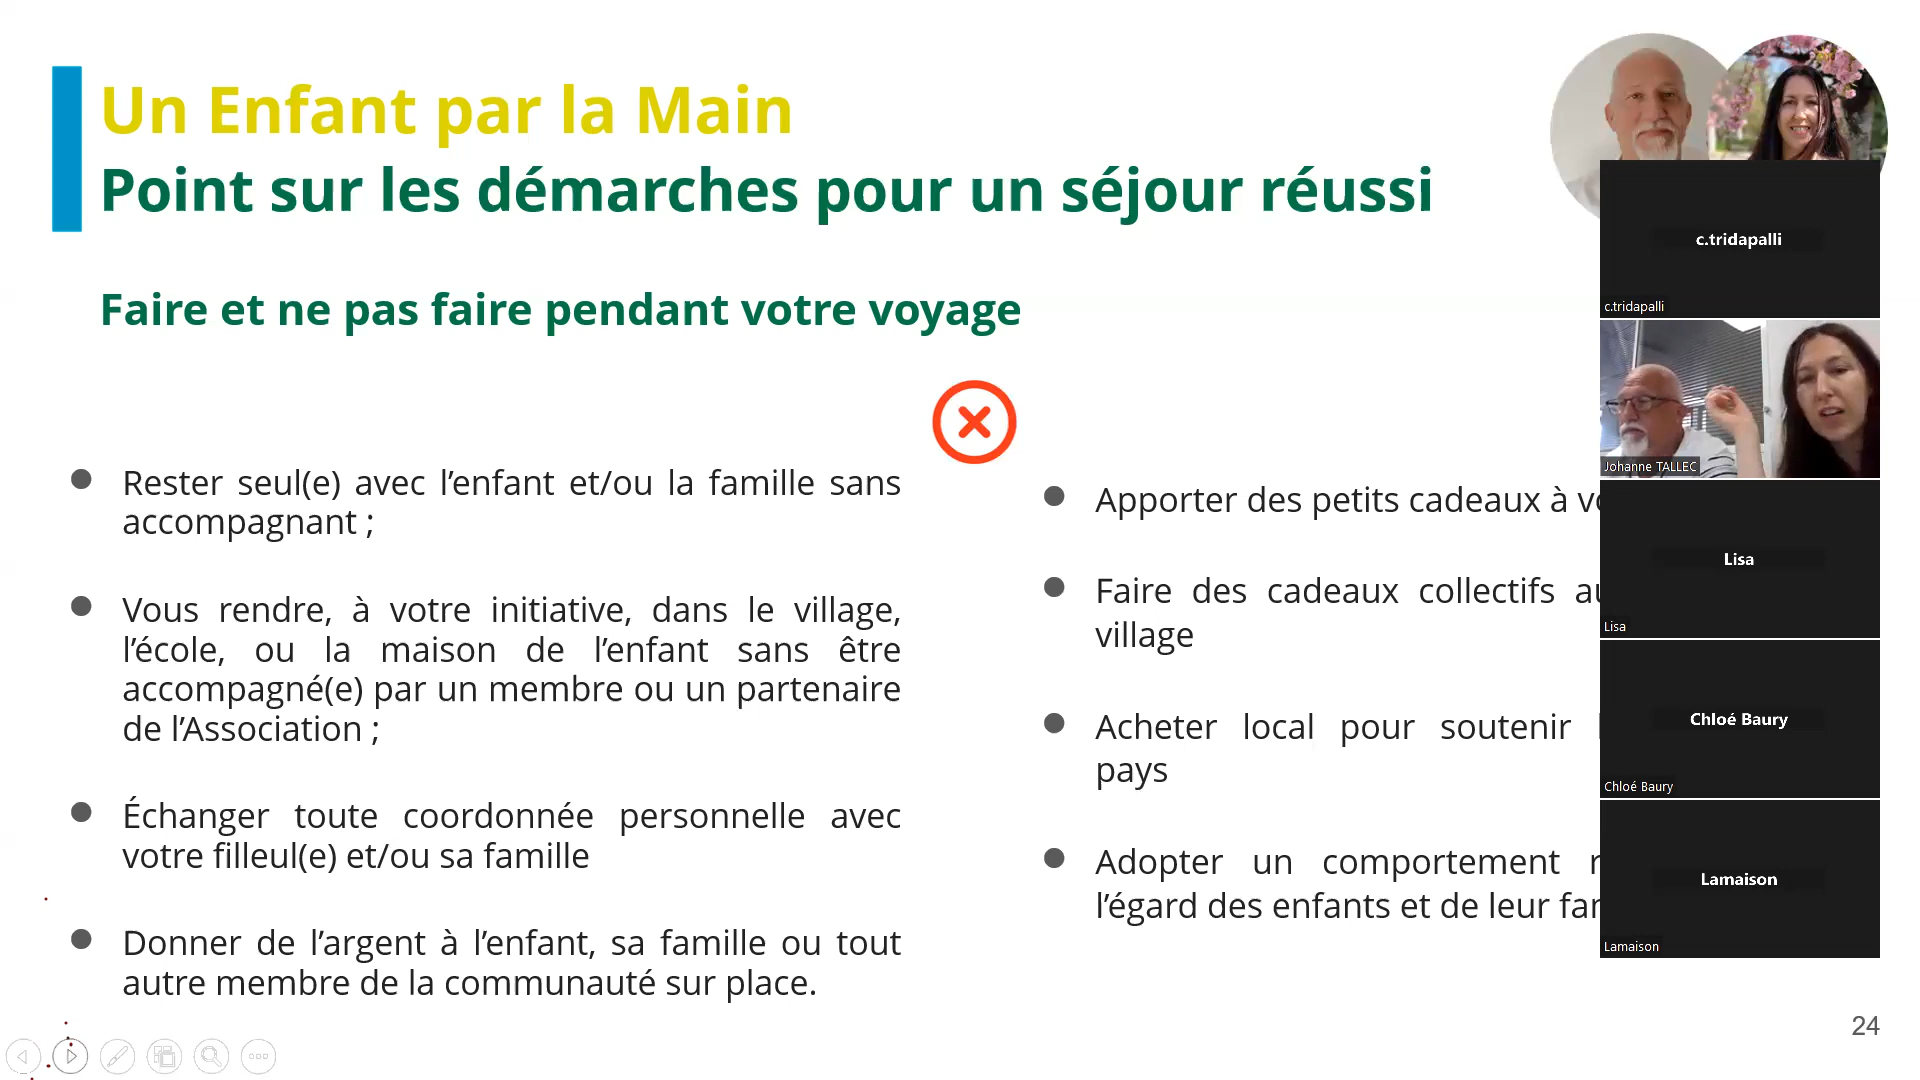 Un Enfant par la Main
Point sur les démarches pour un séjour réussi
Faire et ne pas faire pendant votre voyage
Rester seul(e) avec l’enfant et/ou la famille sans
accompagnant ;
Vous rendre, à votre initiative, dans le village,
l’école, ou la maison de l’enfant sans être
accompagné(e) par un membre ou un partenaire
de l’Association ;
Échanger toute coordonnée personnelle avec
votre filleul(e) et/ou sa famille
Donner de l’argent à l’enfant, sa famille ou tout
autre membre de la communauté sur place.
Apporter des petits cadeaux à
Faire des cadeaux collectifs
village
Acheter local pour soutenir
pays
Adopter un comportement
l’égard des enfants et de leur
c.tridapalli
c.tridapalli
Johanne TALLEC
Lisa
Lisa
Chloé Baury
Chloé Baury
Lamaison
Lamaison
24